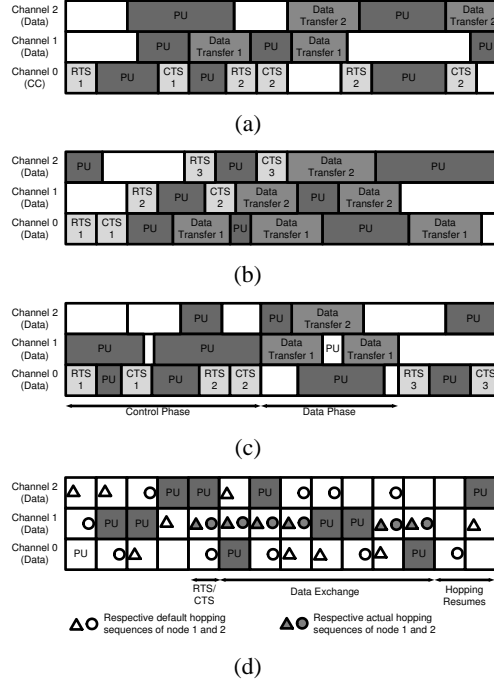 Channel 2 (Data) PU Data Transfer 2 PU Data Transfer 2
Channel 1 (Data) PU Data Transfer 1 PU Data Transfer 1 PU
Channel 0 (CC) RTS 1 PU CTS 1 PU RTS 2 CTS 2 PU RTS 2 PU CTS 2
(a)
Channel 2 (Data) PU RTS 3 PU CTS 3 Data Transfer 2 PU
Channel 1 (Data) RTS 2 PU CTS 2 Data Transfer 2 PU Data Transfer 2
Channel 0 (Data) RTS 1 CTS 1 PU Data Transfer 1 PU Data Transfer 1 PU Data Transfer 1
(b)
Channel 2 (Data) PU PU Data Transfer 2 PU
Channel 1 (Data) Data Transfer 1 PU Data Transfer 1
Channel 0 (Data) RTS 1 PU CTS 1 PU RTS 2 CTS 2 PU RTS 3 PU CTS 3
Control Phase Data Phase
(c)
Channel 2 (Data) PU PU PU PU
Channel 1 (Data) PU PU PU PU
Channel 0 (Data) PU PU PU
RTS/ CTS Data Exchange Hopping Resumes
Respective default hopping sequences of node 1 and 2
Respective actual hopping sequences of node 1 and 2
(d)